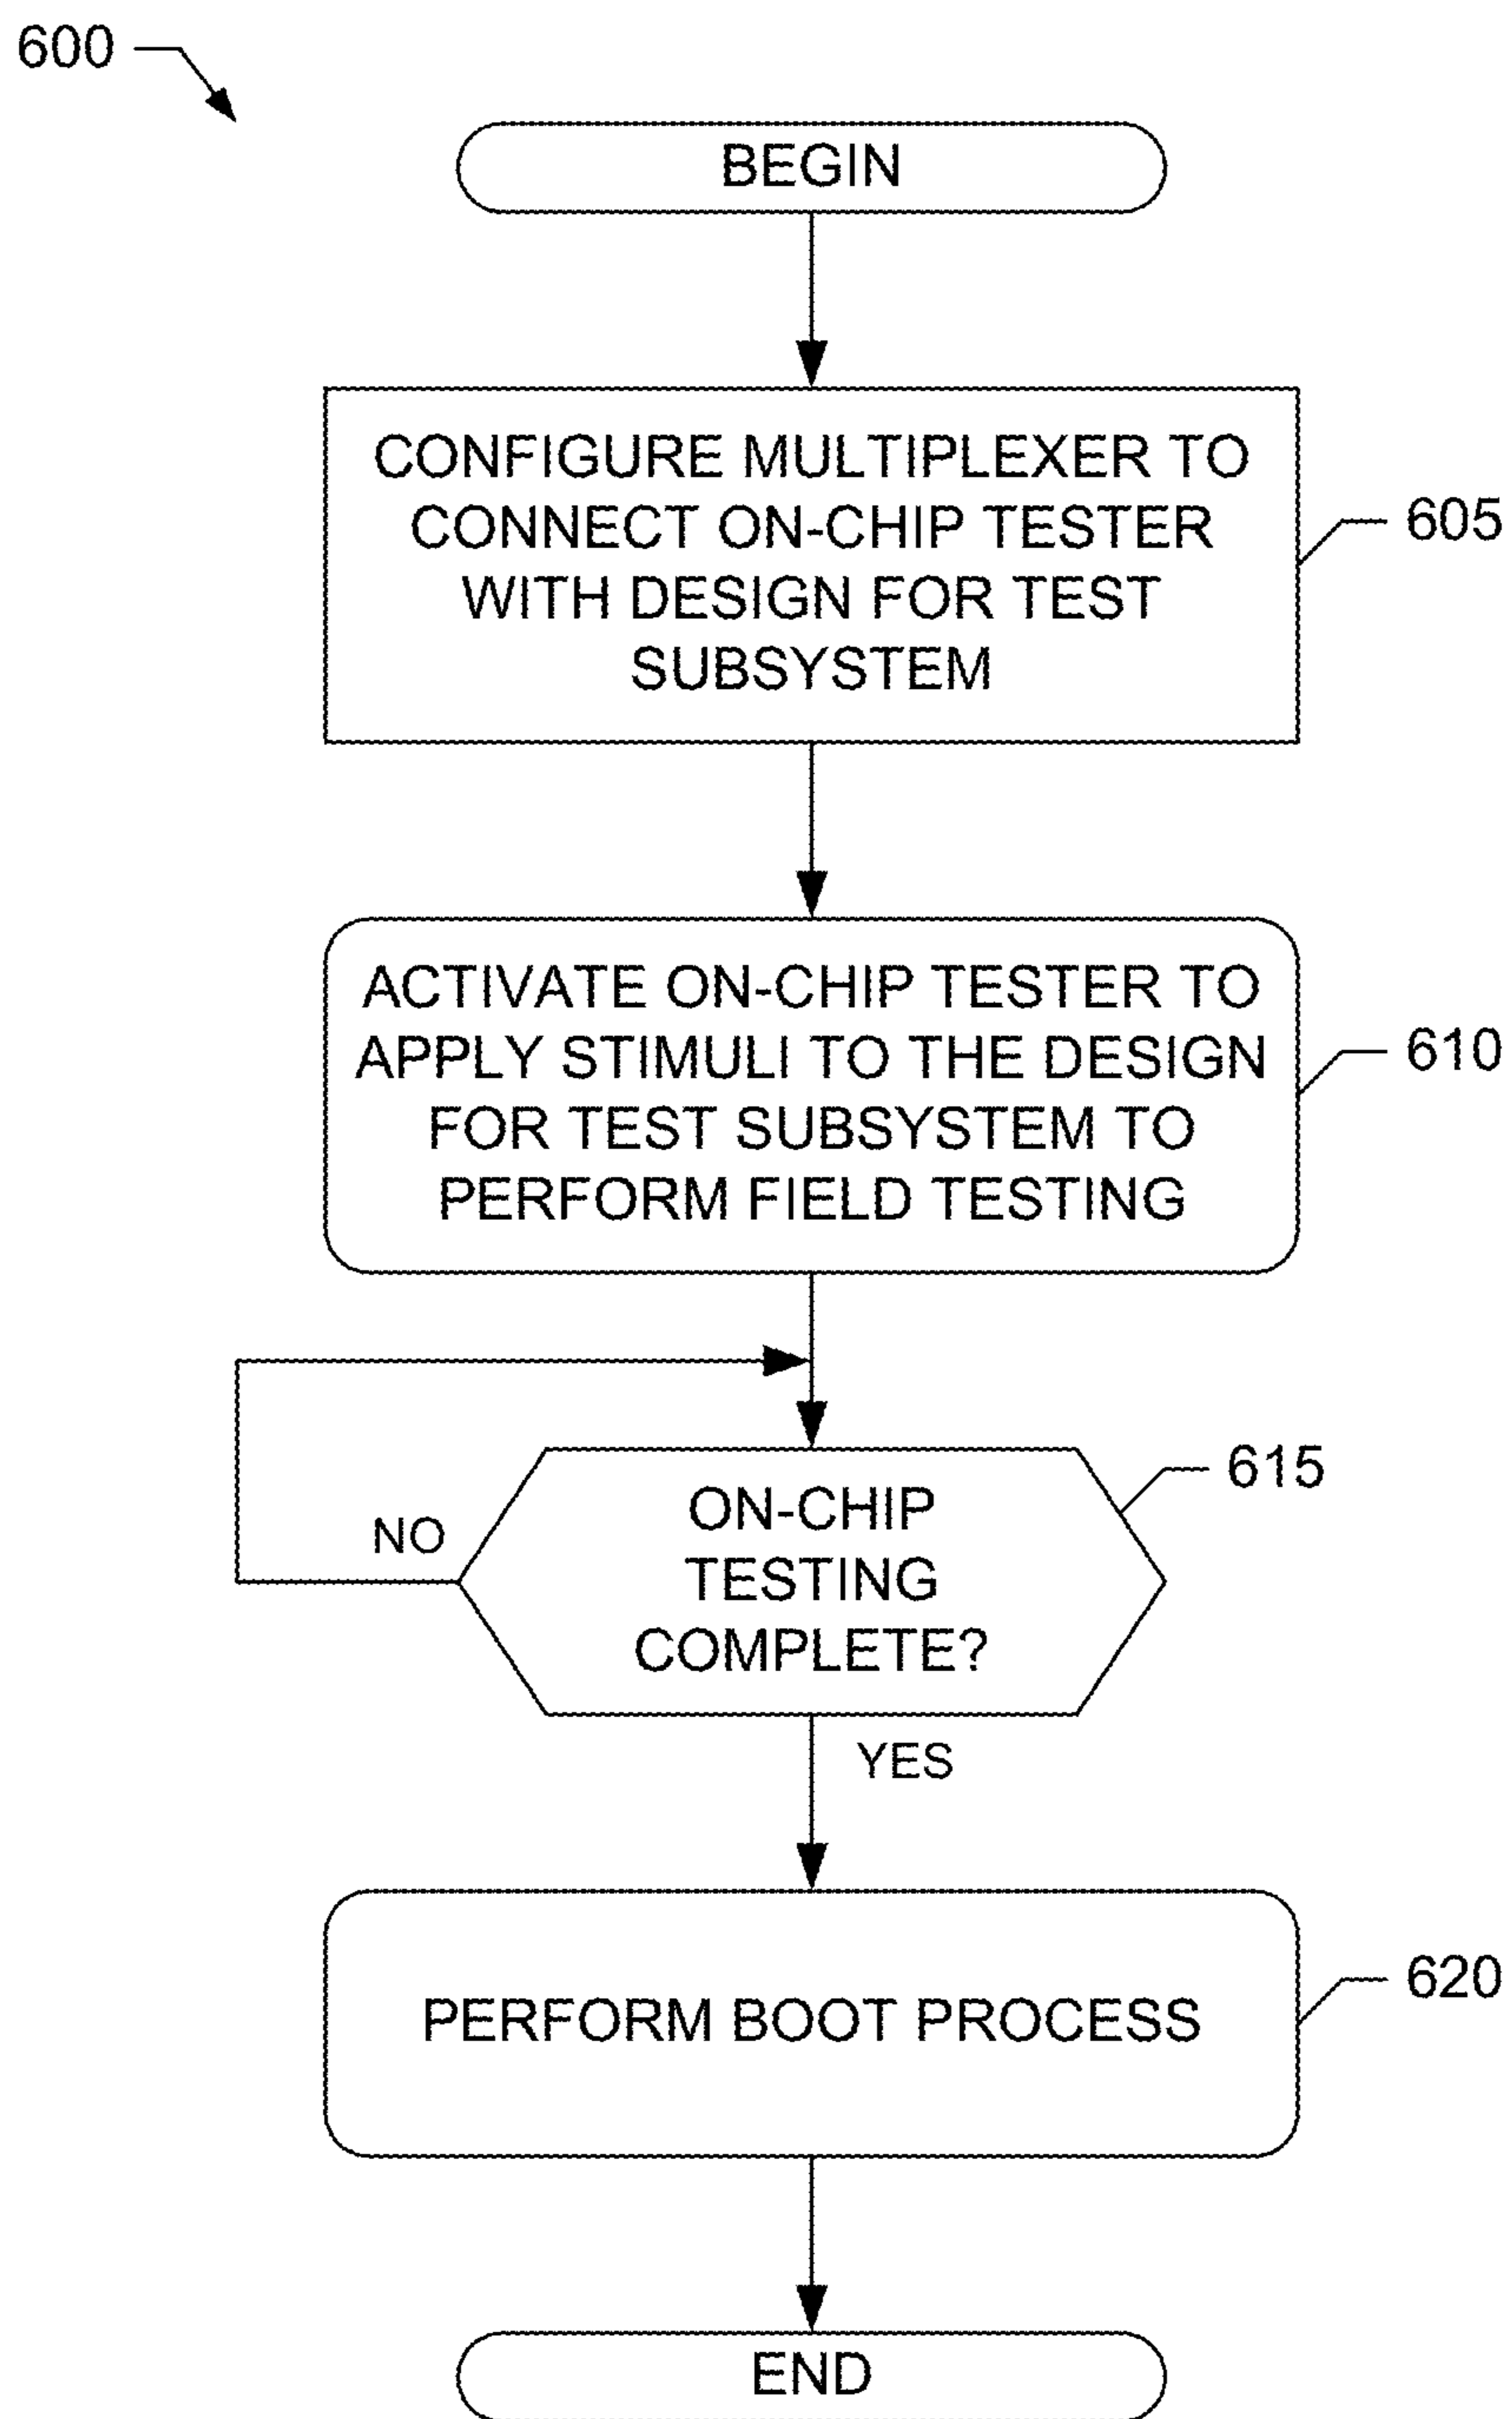 600
BEGIN
CONFIGURE MULTIPLEXER TO
CONNECT ON-CHIP TESTER
WITH DESIGN FOR TEST
SUBSYSTEM
605
ACTIVATE ON-CHIP TESTER TO
APPLY STIMULI TO THE DESIGN
FOR TEST SUBSYSTEM TO
PERFORM FIELD TESTING
610
ON-CHIP
TESTING
COMPLETE?
615
NO
YES
PERFORM BOOT PROCESS
620
END